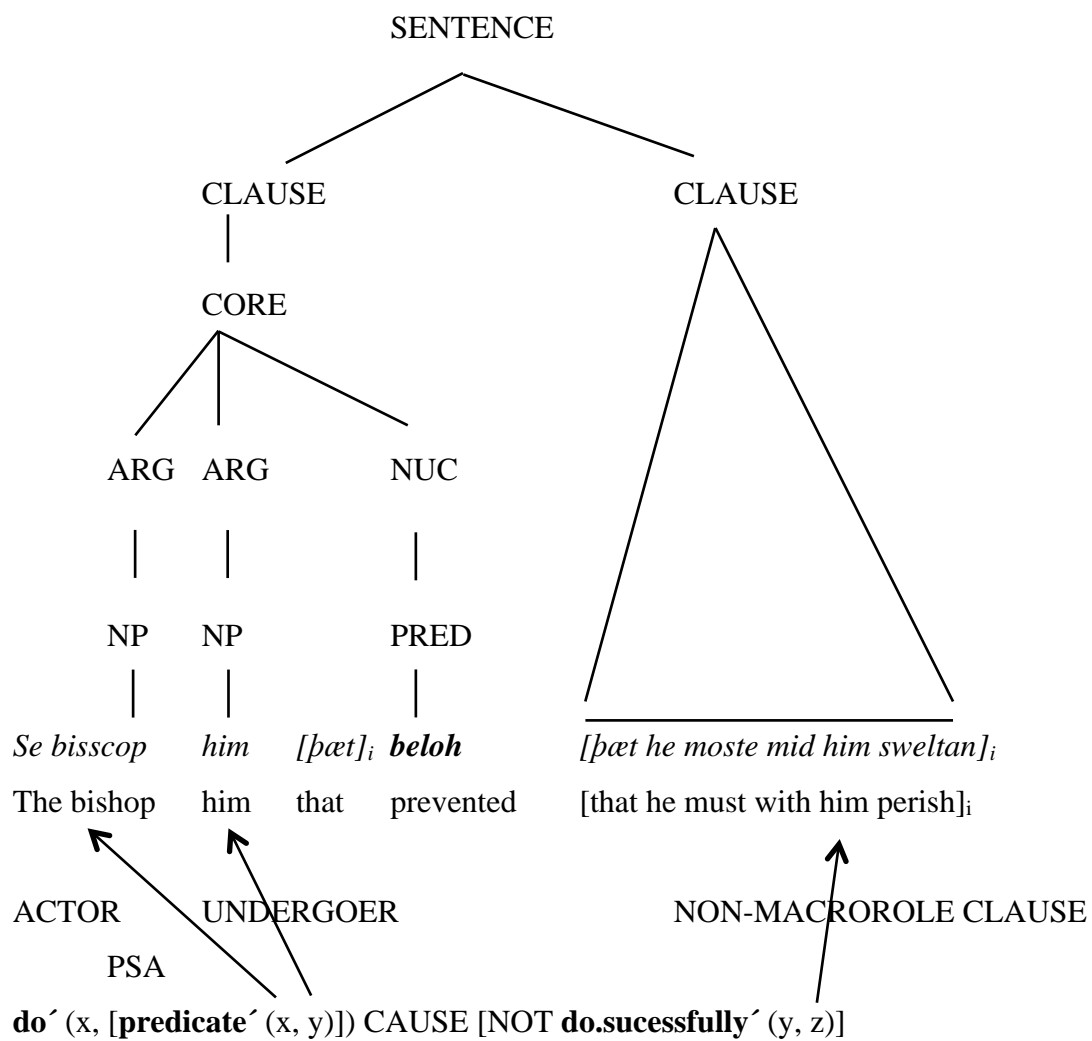 SENTENCE
CLAUSE CLAUSE
CORE
ARG ARG NUC
NP NP PRED
Se bisscop him [þæt]i beloh [þæt he moste mid him sweltan]i
The bishop him that prevented [that he must with him perish]i
ACTOR UNDERGOER NON-MACROROLE CLAUSE
PSA
do´ (x, [predicate´ (x, y)]) CAUSE [NOT do.sucessfully´ (y, z)]